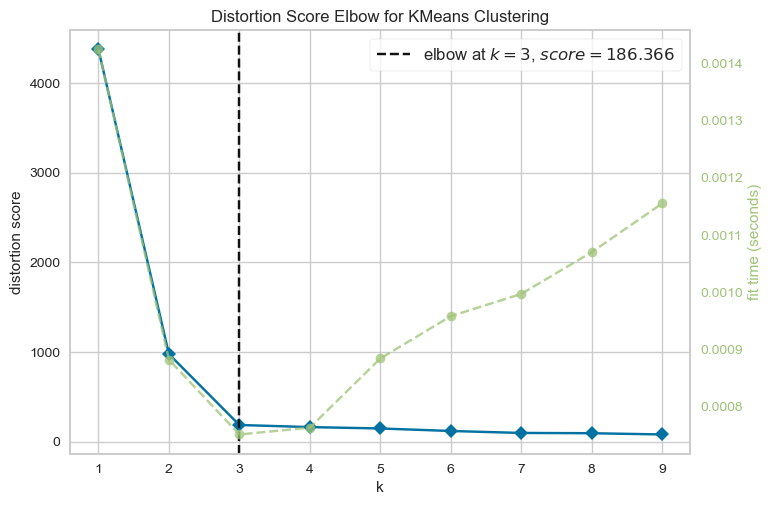 Distortion Score Elbow for KMeans Clustering
elbow at k = 3, score = 186.366
distortion score
4000
3000
2000
1000
0
0.0014
0.0013
0.0012
0.0011
0.0010
0.0009
0.0008
fit time (seconds)
1 2 3 4 5 6 7 8 9
k